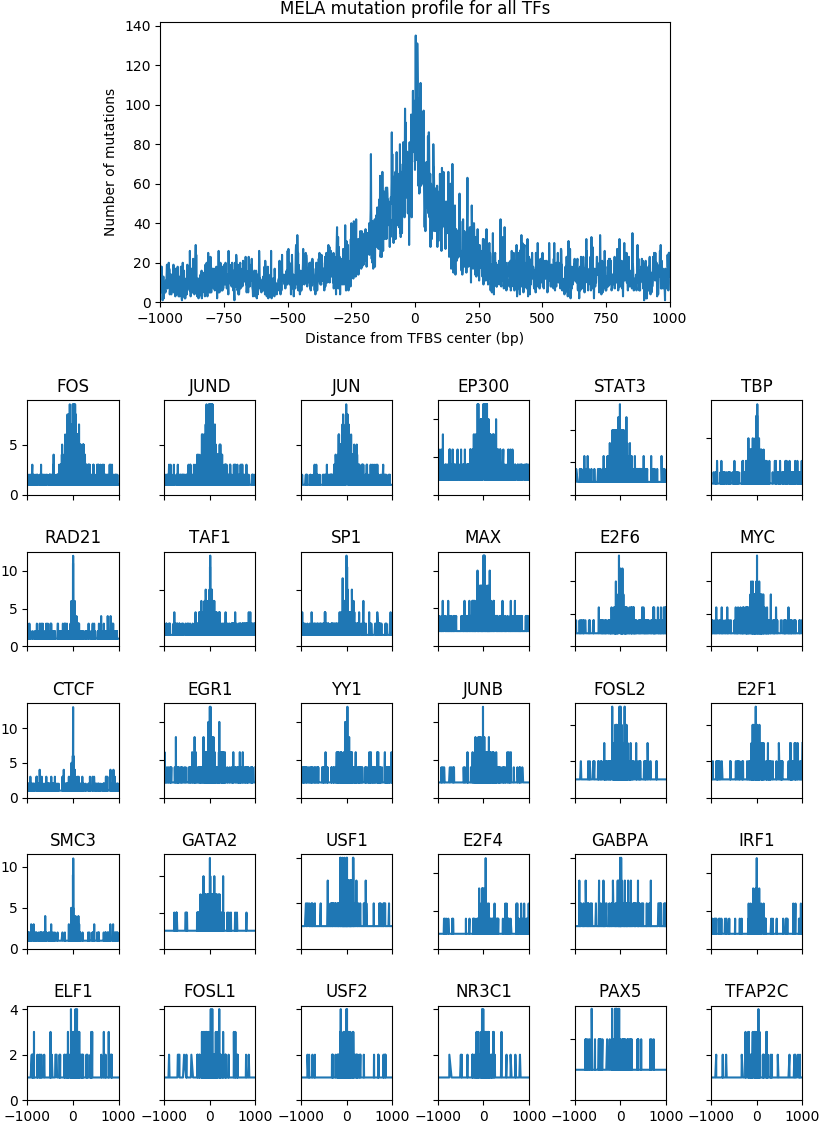 MELA mutation profile for all TFs
140
120
100
80
60
40
20
0
Number of mutations
−1000 −750 −500 −250 0 250 500 750 1000
Distance from TFBS center (bp)
FOS JUND JUN EP300 STAT3 TBP
5
0
RAD21 TAF1 SP1 MAX E2F6 MYC
10
5
0
CTCF EGR1 YY1 JUNB FOSL2 E2F1
10
5
0
SMC3 GATA2 USF1 E2F4 GABPA IRF1
10
5
0
ELF1 FOSL1 USF2 NR3C1 PAX5 TFAP2C
4
2
0
−1000 0 1000 −1000 0 1000 −1000 0 1000 −1000 0 1000 −1000 0 1000 −1000 0 1000